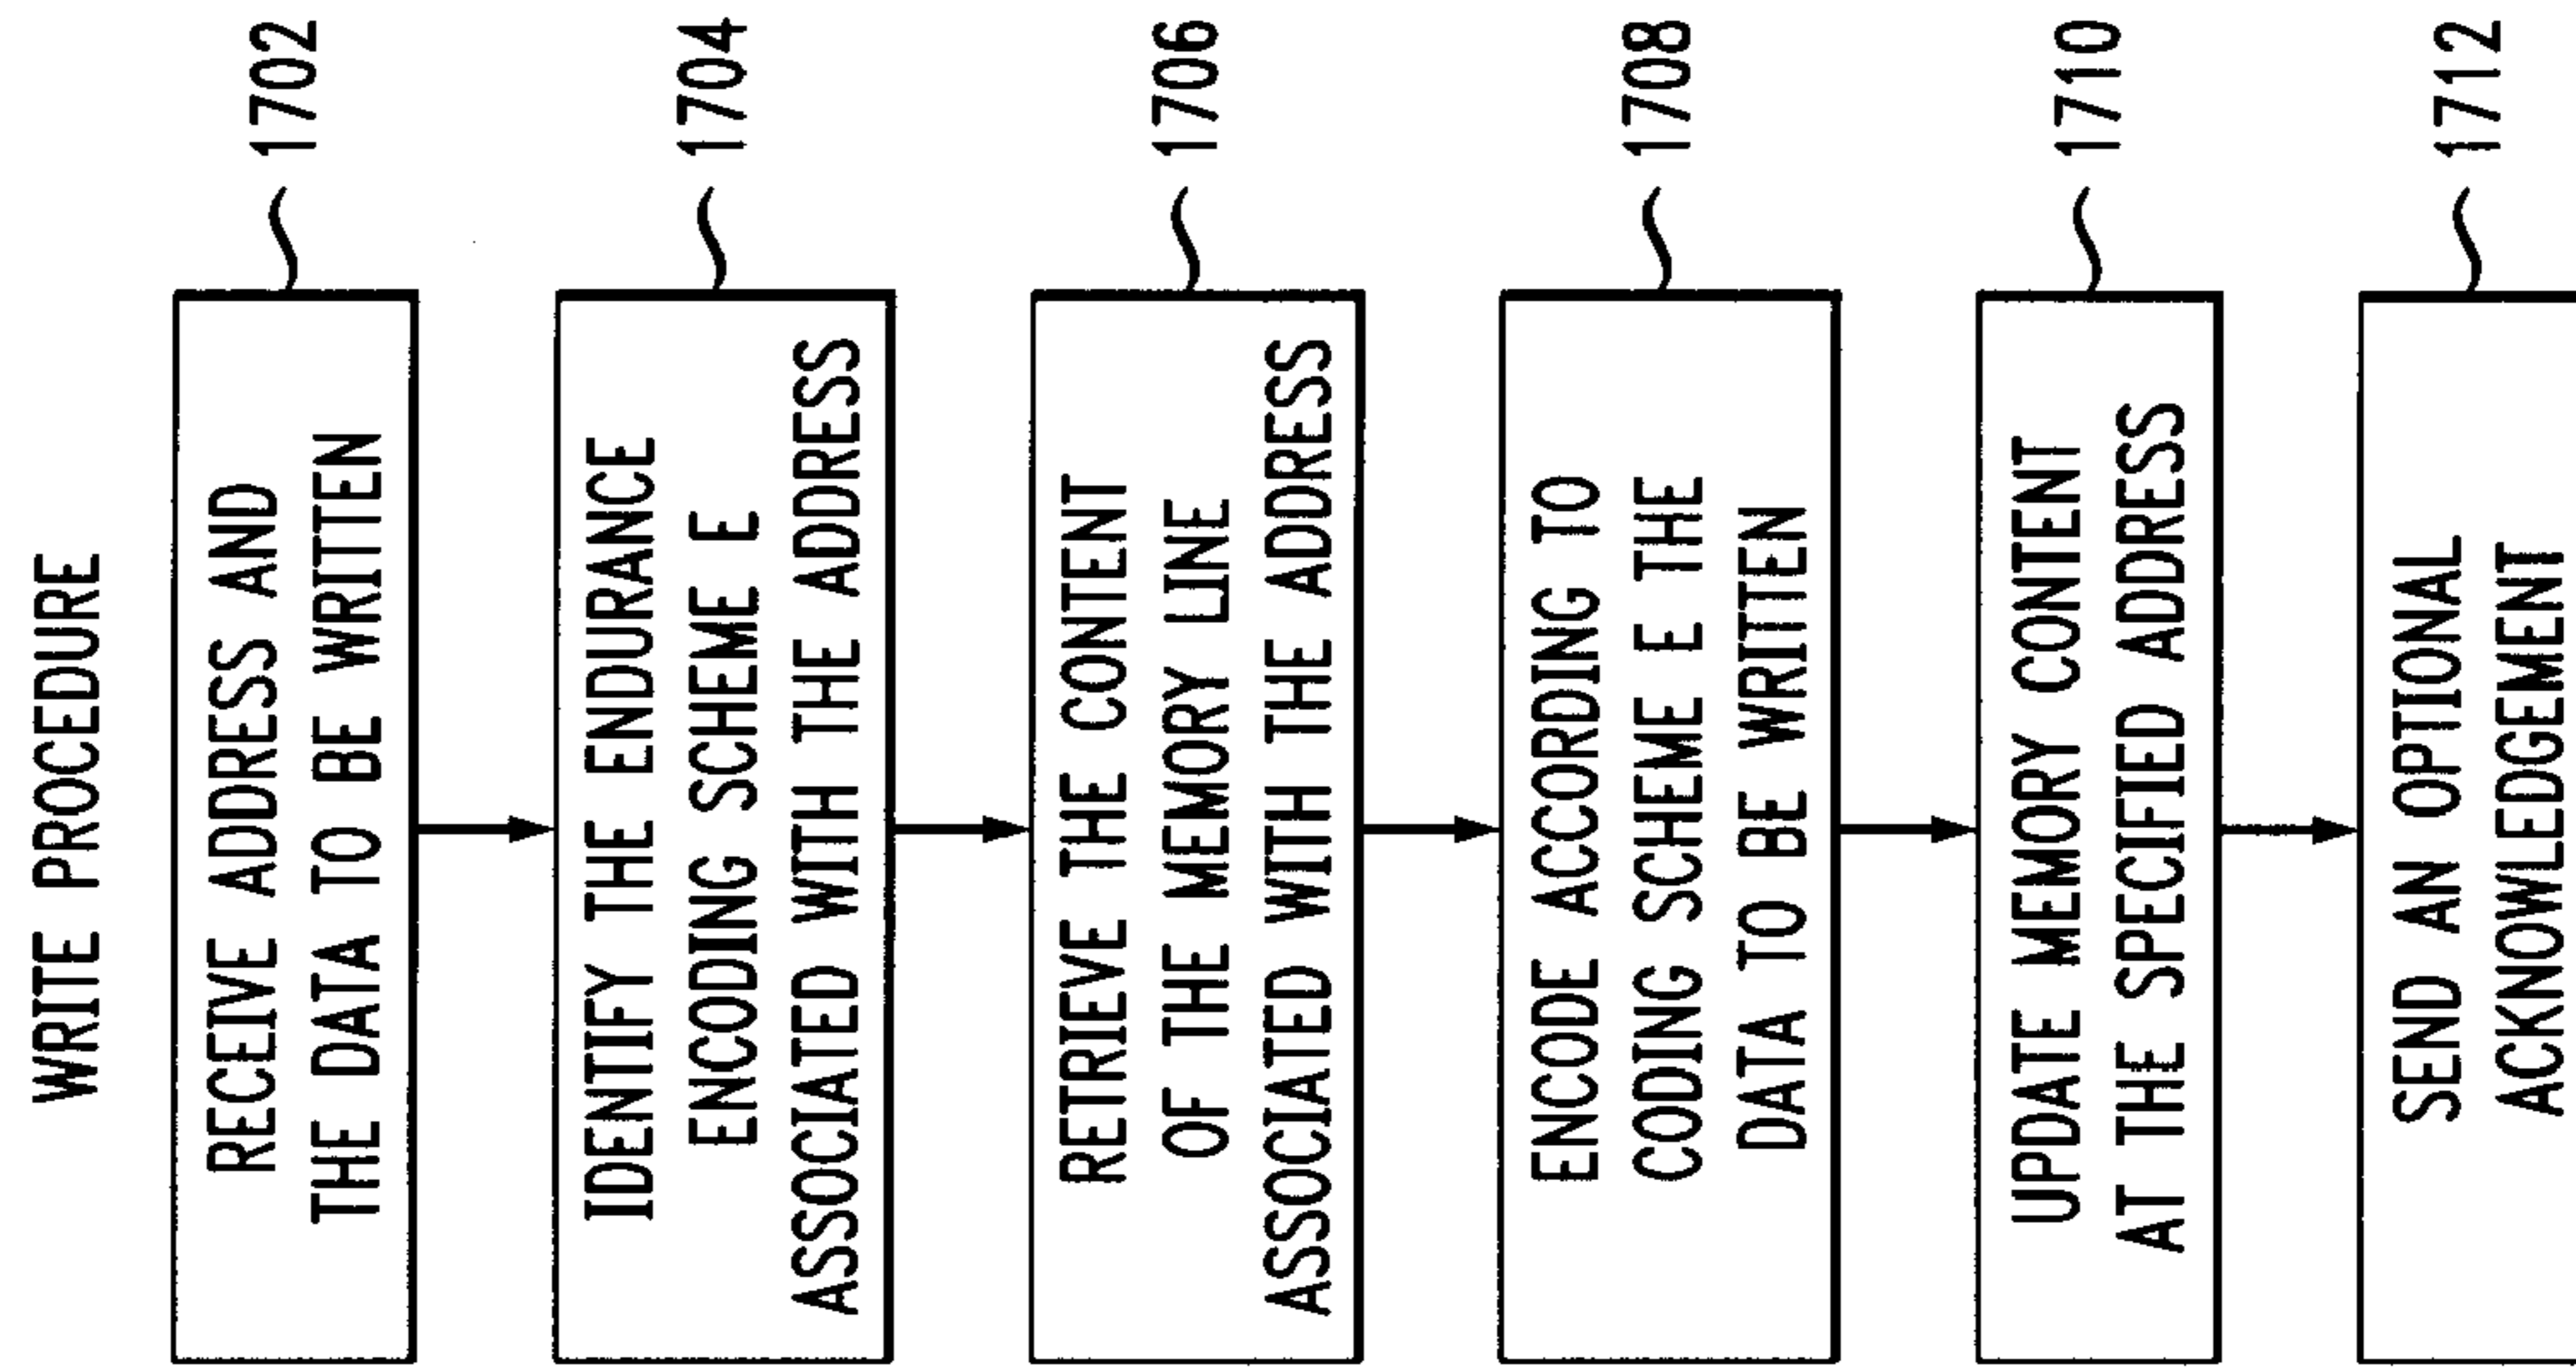 WRITE PROCEDURE
RECEIVE ADDRESS AND
THE DATA TO BE WRITTEN
1702
IDENTIFY THE ENDURANCE
ENCODING SCHEME E
ASSOCIATED WITH THE ADDRESS
1704
RETRIEVE THE CONTENT
OF THE MEMORY LINE
ASSOCIATED WITH THE ADDRESS
1706
ENCODE ACCORDING TO
CODING SCHEME E THE
DATA TO BE WRITTEN
1708
UPDATE MEMORY CONTENT
AT THE SPECIFIED ADDRESS
1710
SEND AN OPTIONAL
ACKNOWLEDGEMENT
1712